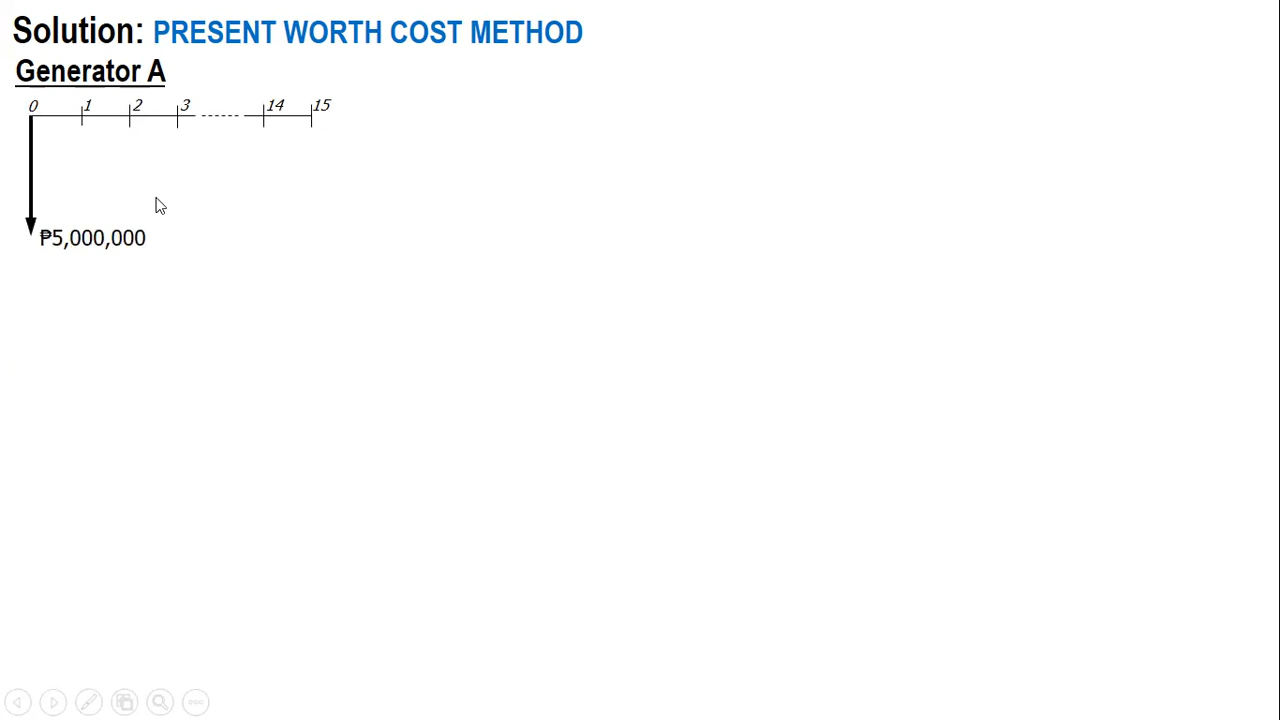 Solution: PRESENT WORTH COST METHOD
Generator A
0 1 2 3 14 15
₱5,000,000